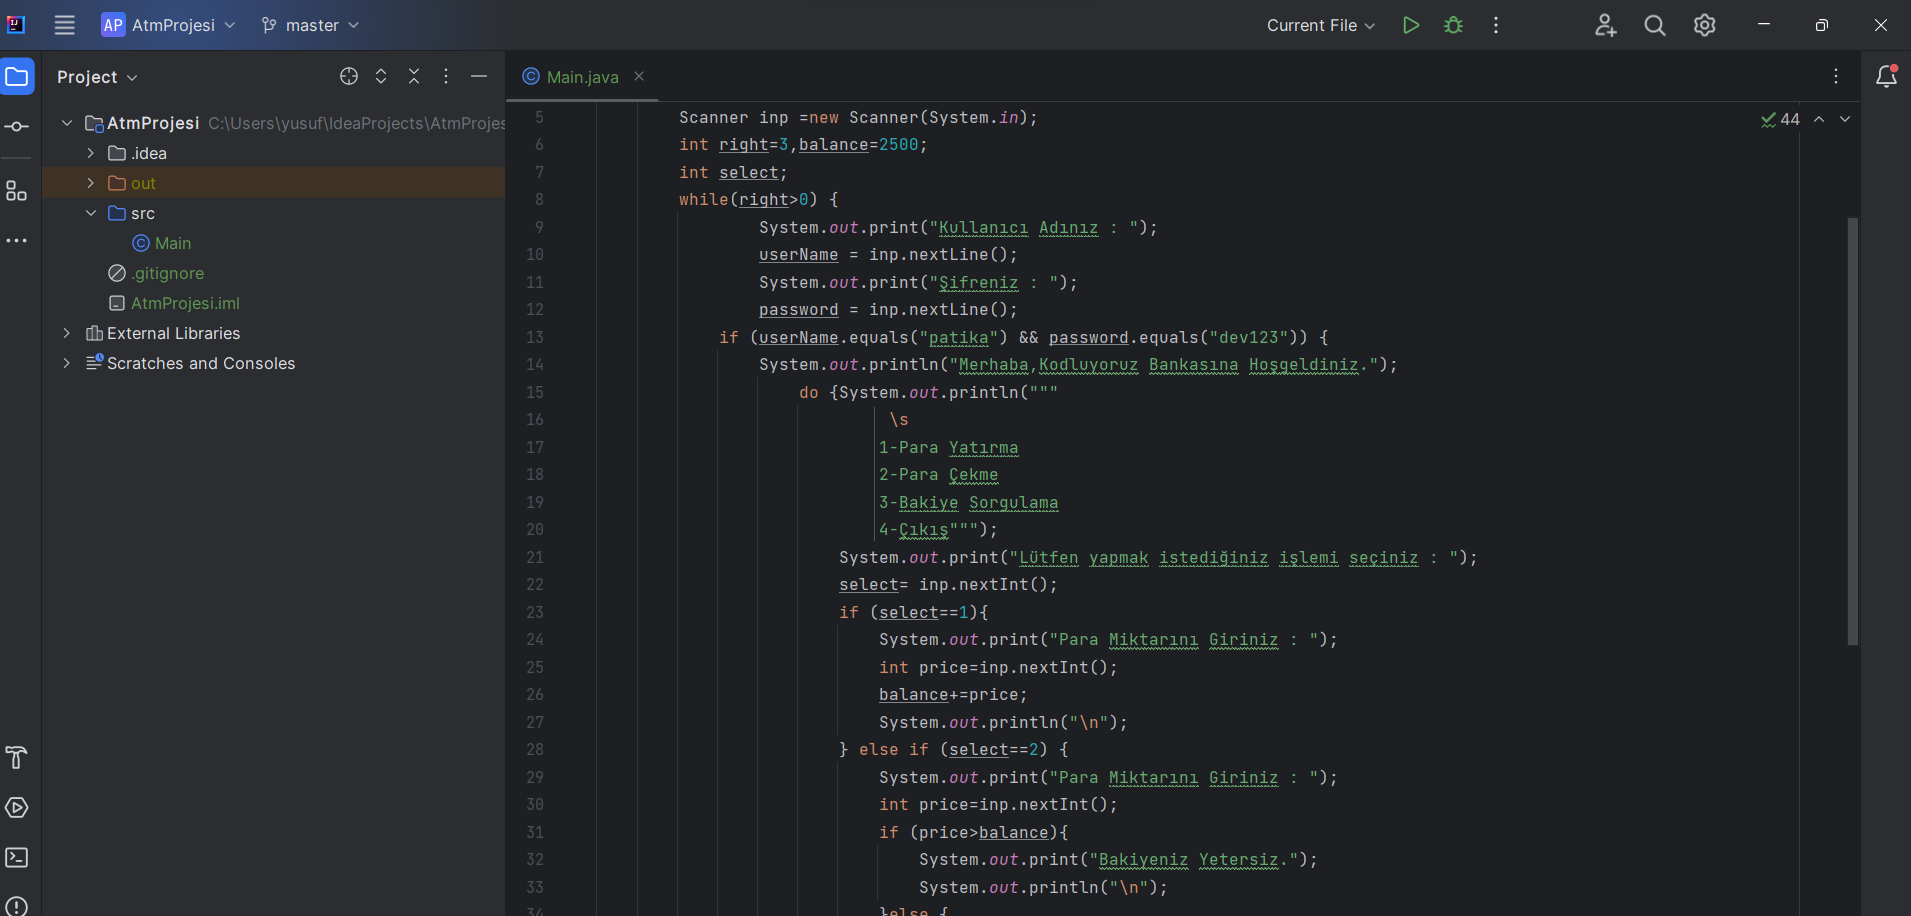 AP AtmProjesi master Current File
Project
Main.java
AtmProjesi C:\Users\yusuf\IdeaProjects\AtmProjes
.idea
out
src
Main
.gitignore
AtmProjesi.iml
External Libraries
Scratches and Consoles
44
5 Scanner inp =new Scanner(System.in);
6 int right=3,balance=2500;
7 int select;
8 while(right>0) {
9 System.out.print("Kullanıcı Adınız : ");
10 userName = inp.nextLine();
11 System.out.print("Şifreniz : ");
12 password = inp.nextLine();
13 if (userName.equals("patika") && password.equals("dev123")) {
14 System.out.println("Merhaba,Kodluyoruz Bankasına Hoşgeldiniz.");
15 do {System.out.println("""
16 \s
17 1-Para Yatırma
18 2-Para Çekme
19 3-Bakiye Sorgulama
20 4-Çıkış""");
21 System.out.print("Lütfen yapmak istediğiniz işlemi seçiniz : ");
22 select= inp.nextInt();
23 if (select==1){
24 System.out.print("Para Miktarını Giriniz : ");
25 int price=inp.nextInt();
26 balance+=price;
27 System.out.println("\n");
28 } else if (select==2) {
29 System.out.print("Para Miktarını Giriniz : ");
30 int price=inp.nextInt();
31 if (price>balance){
32 System.out.print("Bakiyeniz Yetersiz.");
33 System.out.println("\n");
34 }else {